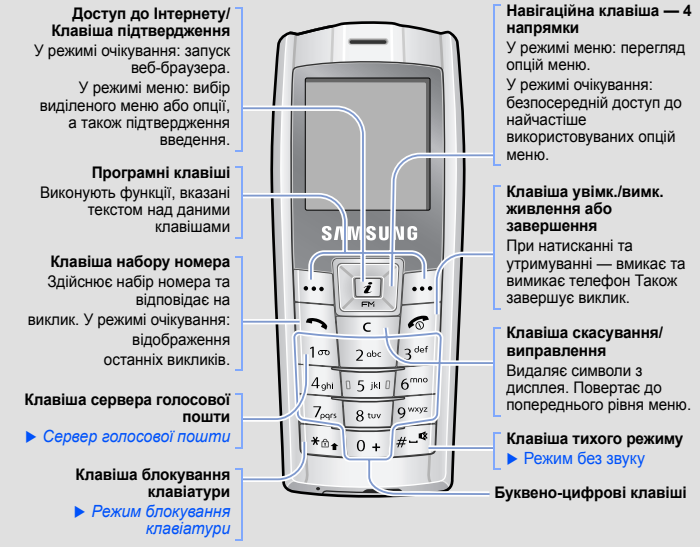 Доступ до Інтернету/
Клавіша підтвердження
У режимі очікування: запуск
веб-браузера.
У режимі меню: вибір
виділеного меню або опції,
а також підтвердження
введення.
Програмні клавіші
Виконують функції, вказані
текстом над даними
клавішами
Клавіша набору номера
Здійснює набір номера та
відповідає на
виклик. У режимі очікування:
відображення
останніх викликів.
Клавіша сервера голосової
пошти
▶ Сервер голосової пошти
Клавіша блокування
клавіатури
▶ Режим блокування
клавіатури
SAMSUNG
i
FM
C
1
2 abc
3 def
4 ghi
5 jkl
6 mno
7 pqrs
8 tuv
9 wxyz
*
0 +
#
Навігаційна клавіша — 4
напрямки
У режимі меню: перегляд
опцій меню.
У режимі очікування:
безпосередній доступ до
найчастіше
використовуваних опцій
меню.
Клавіша увімк./вимк.
живлення або
завершення
При натисканні та
утримуванні — вмикає та
вимикає телефон Також
завершує виклик.
Клавіша скасування/
виправлення
Видаляє символи з
дисплея. Повертає до
попереднього рівня меню.
Клавіша тихого режиму
▶ Режим без звуку
Буквено-цифрові клавіші